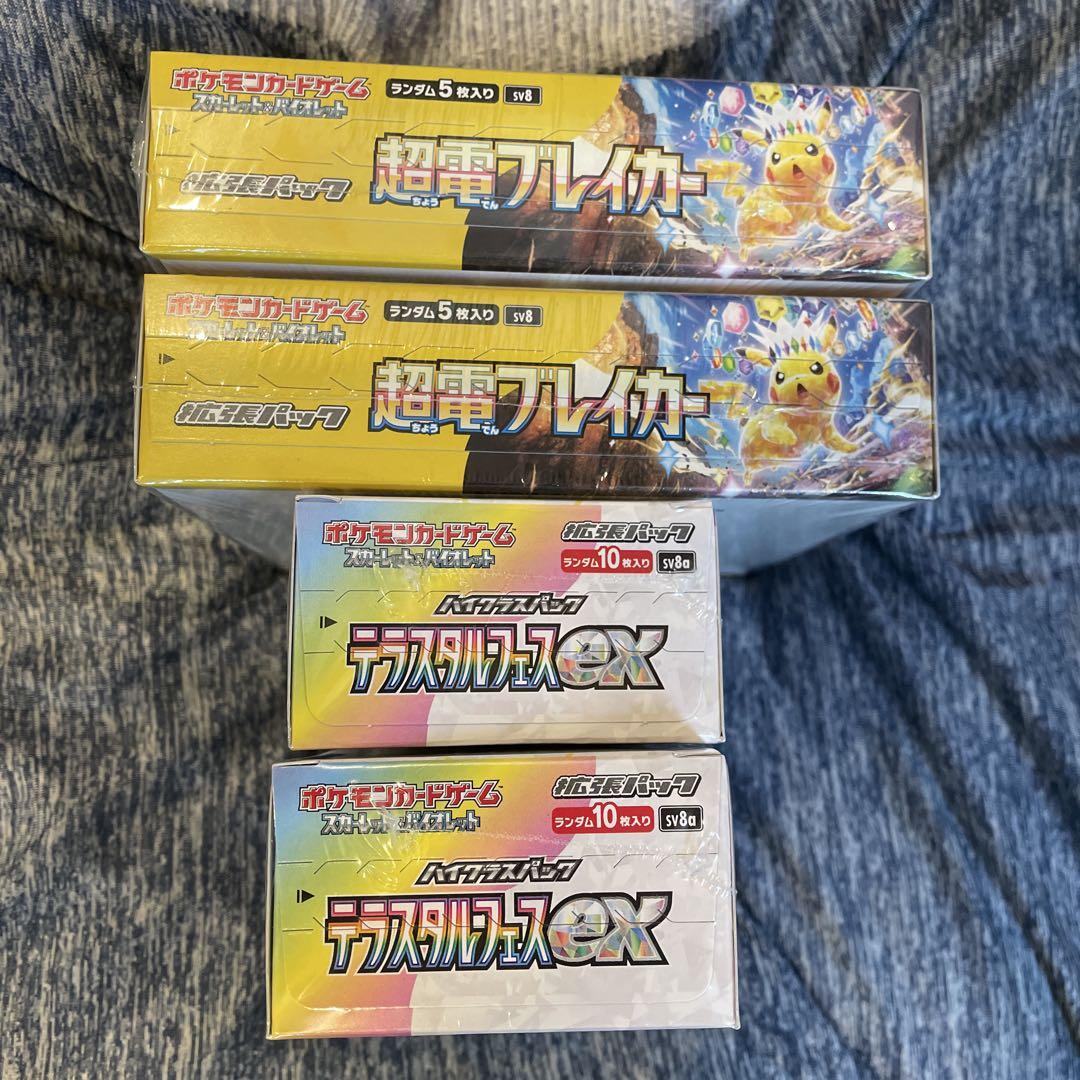 ポケモンカードゲーム
スカーレット&バイオレット
ランダム5枚入り SV8
拡張パック
超電ブレイカー
ちょう でん
ポケモンカードゲーム
スカーレット&バイオレット
ランダム5枚入り SV8
拡張パック
超電ブレイカー
ちょう でん
ポケモンカードゲーム
スカーレット&バイオレット
拡張パック
ランダム10枚入り SV8a
ハイクラスパック
テラスタルフェスex
ポケモンカードゲーム
スカーレット&バイオレット
拡張パック
ランダム10枚入り SV8a
ハイクラスパック
テラスタルフェスex